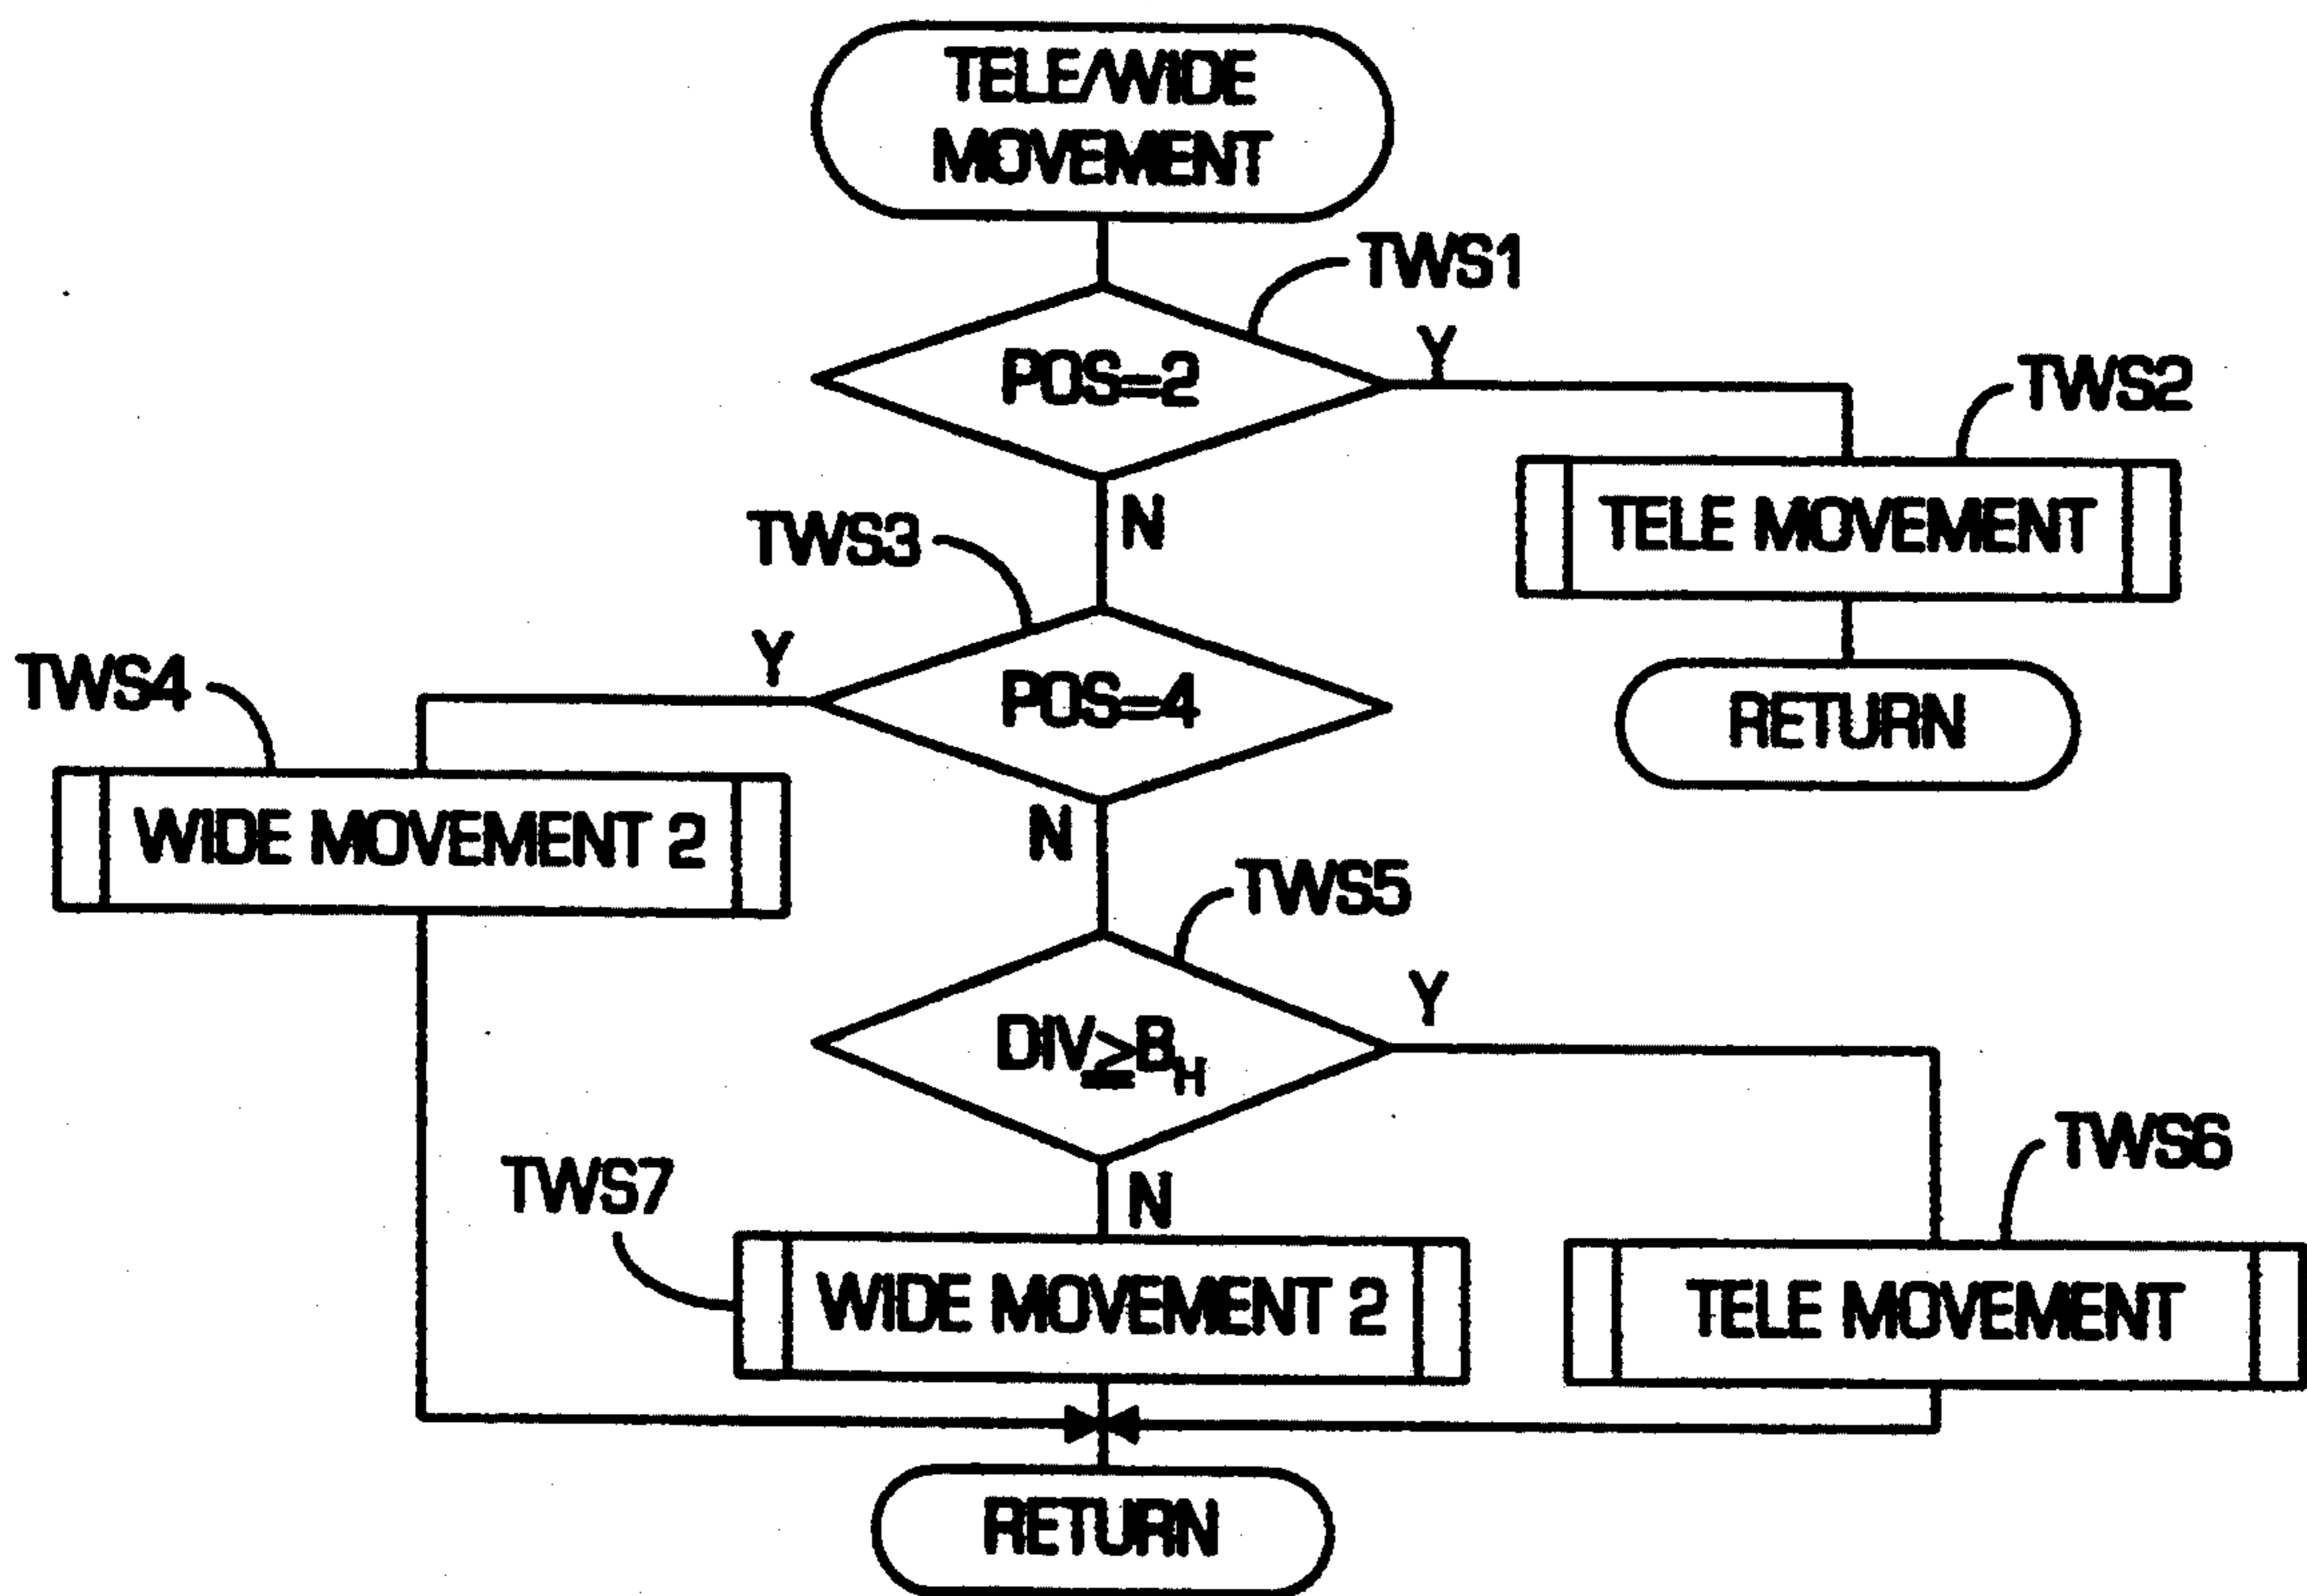 TELE/WIDE
MOVEMENT
TWS1
POS=2
Y
TWS2
TELE MOVEMENT
N
TWS3
RETURN
Y
POS=4
TWS4
WIDE MOVEMENT 2
N
TWS5
Y
DIV≥B_H
TWS6
TWS7
N
WIDE MOVEMENT 2
TELE MOVEMENT
RETURN